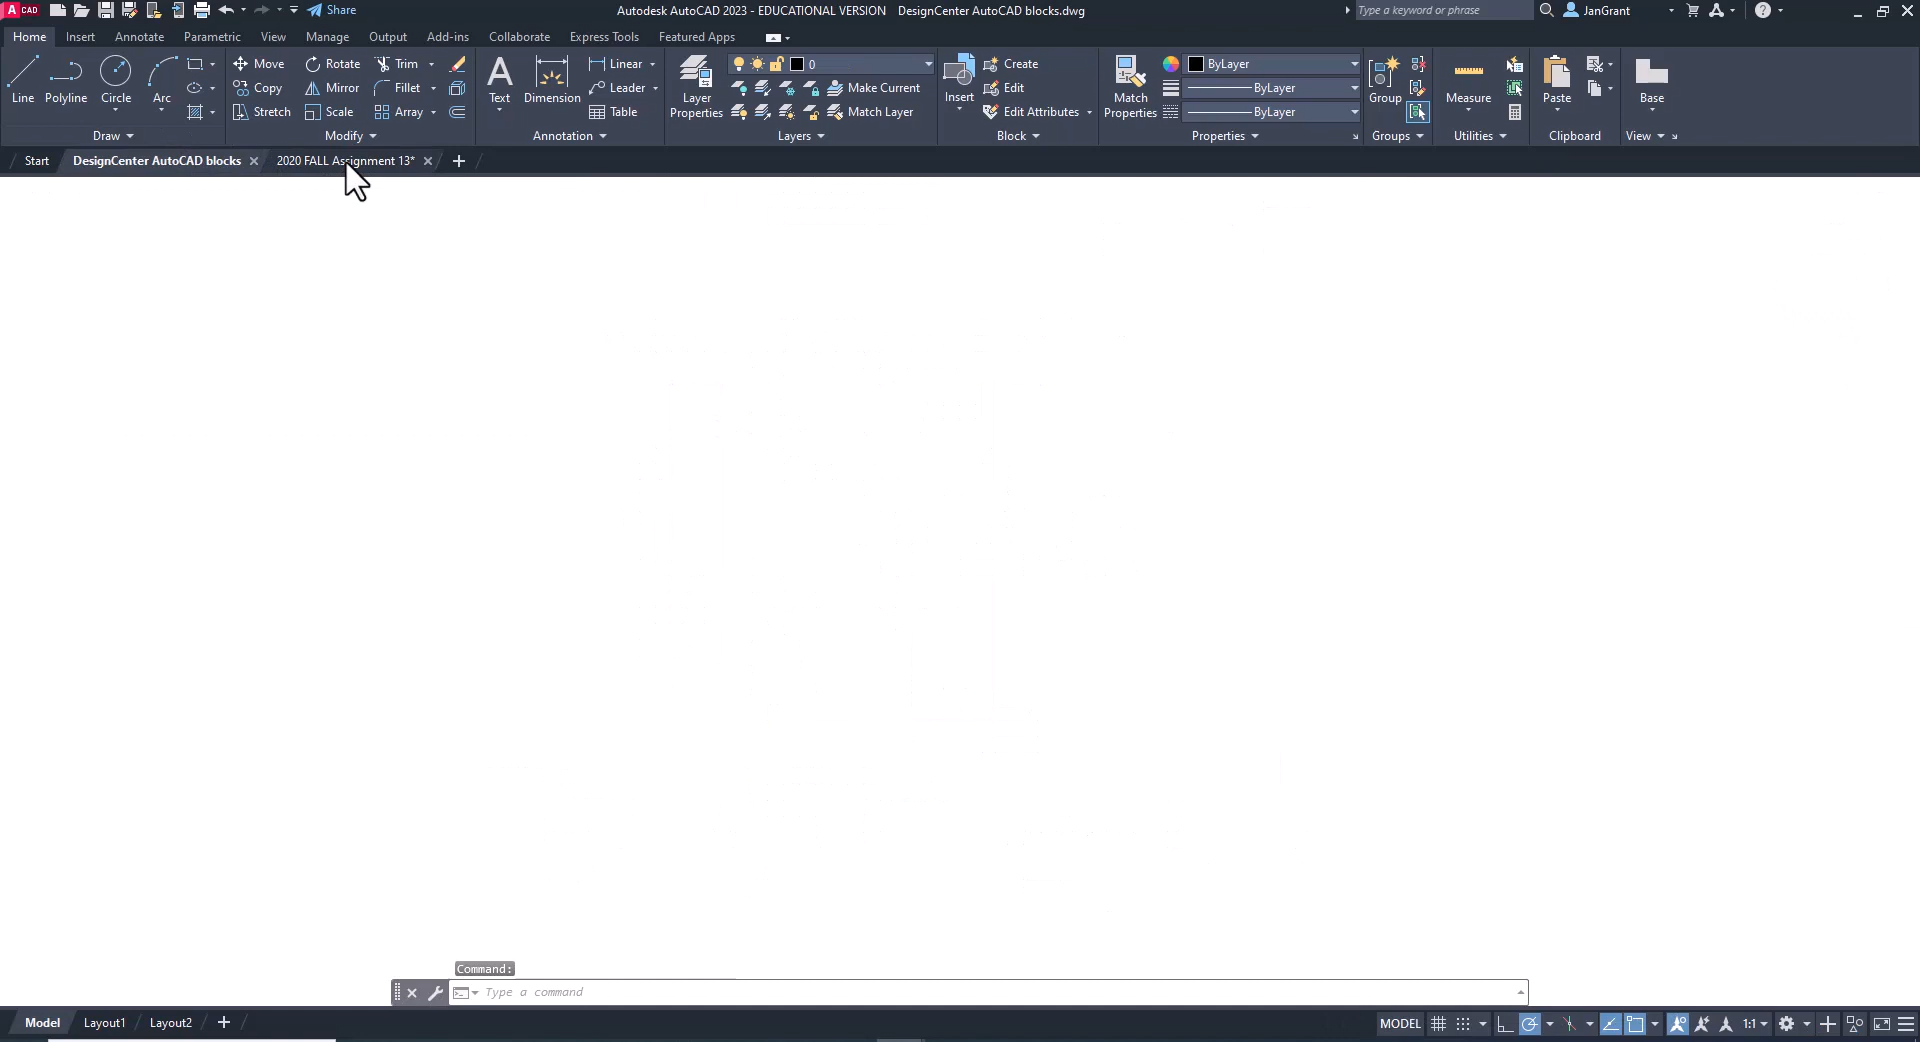 A CAD Share Autodesk AutoCAD 2023 - EDUCATIONAL VERSION DesignCenter AutoCAD blocks.dwg Type a keyword or phrase JanGrant
Home Insert Annotate Parametric View Manage Output Add-ins Collaborate Express Tools Featured Apps
Move Rotate Trim Linear 0 Create ByLayer
Copy Mirror Fillet Leader Make Current Edit ByLayer
Line Polyline Circle Arc Text Dimension Layer Properties Insert Match Properties Group Measure Paste Base
Stretch Scale Array Table Match Layer Edit Attributes ByLayer
Draw Modify Annotation Layers Block Properties Groups Utilities Clipboard View
Start DesignCenter AutoCAD blocks 2020 FALL Assignment 13*
Command:
Type a command
Model Layout1 Layout2 MODEL 1:1